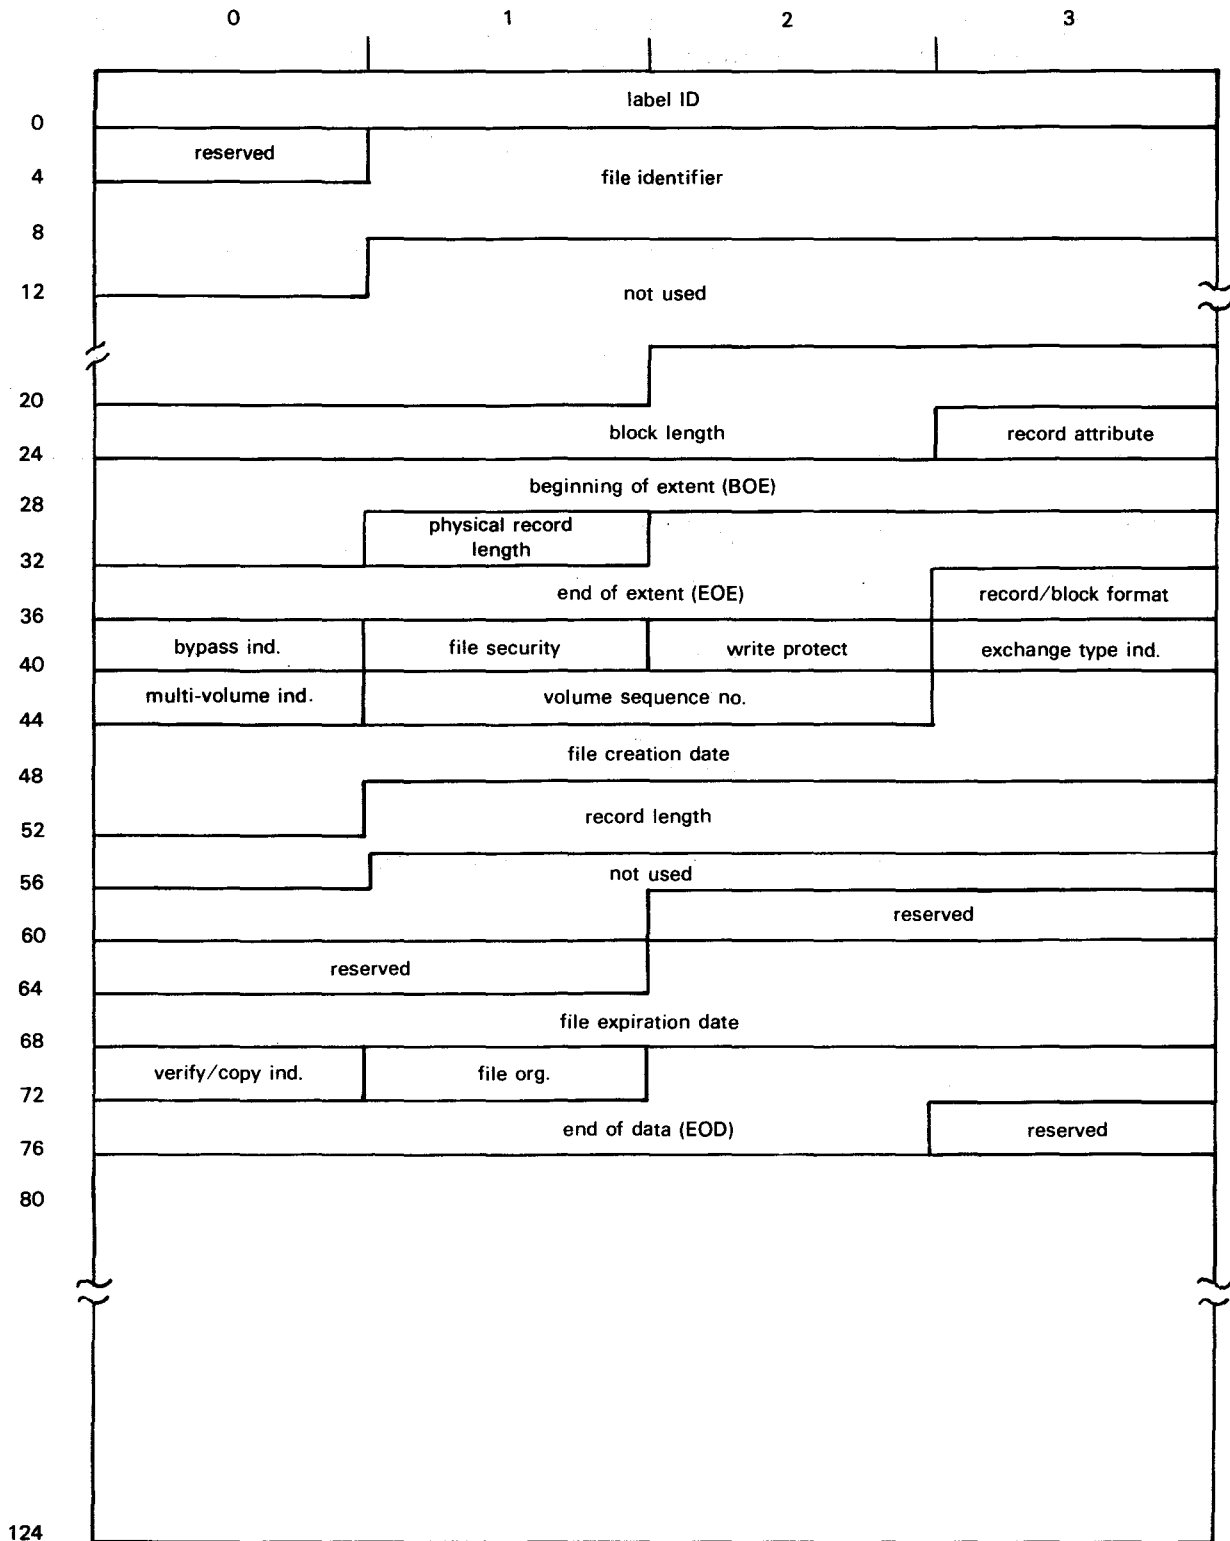 0 1 2 3
label ID
0
reserved
4
file identifier
8
12
not used
20
block length record attribute
24
beginning of extent (BOE)
28
physical record
length
32
end of extent (EOE) record/block format
36
bypass ind. file security write protect exchange type ind.
40
multi-volume ind. volume sequence no.
44
file creation date
48
record length
52
not used
56
reserved
60
reserved
64
file expiration date
68
verify/copy ind. file org.
72
end of data (EOD) reserved
76
80
124